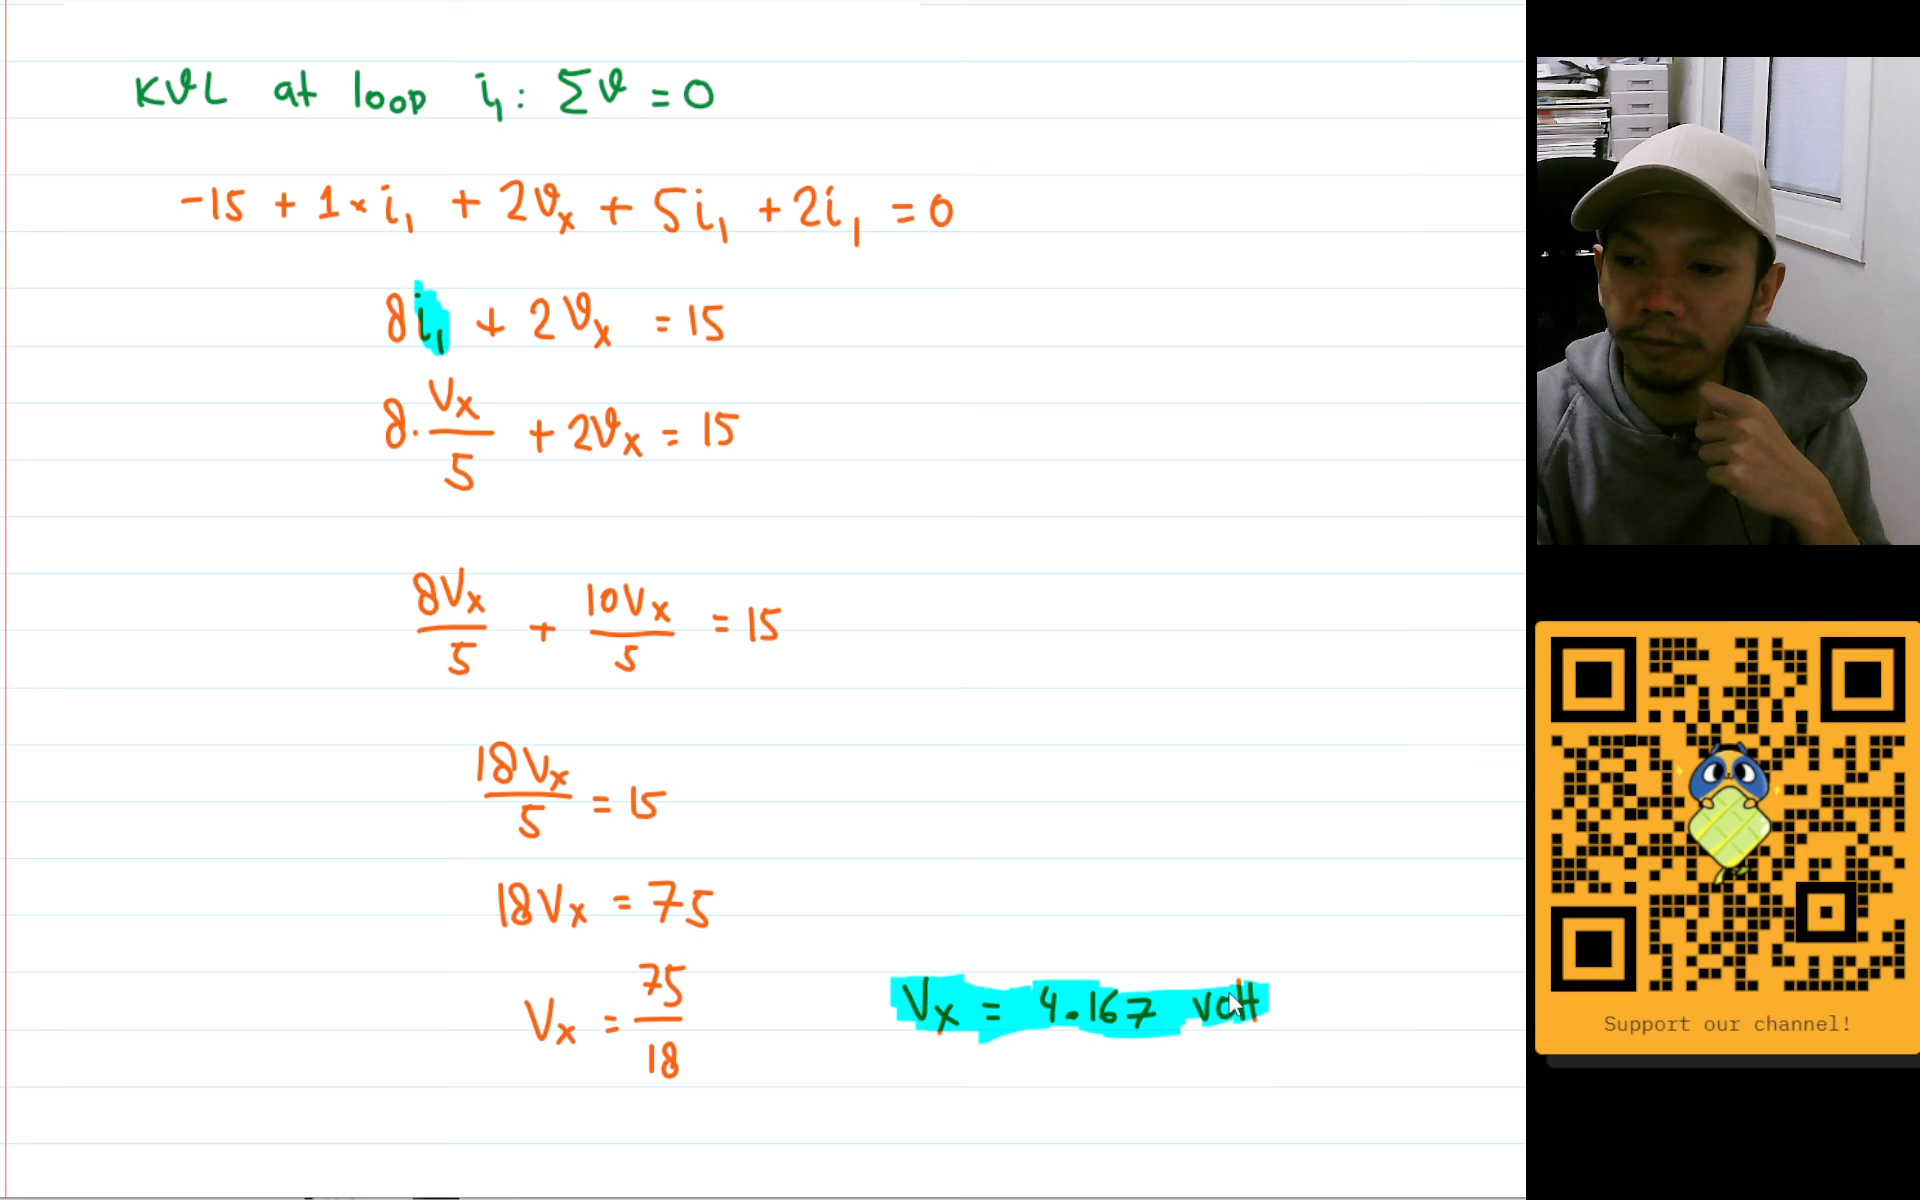 KVL at loop i₁: Σv = 0
-15 + 1×i₁ + 2vₓ + 5i₁ + 2i₁ = 0
8i₁ + 2vₓ = 15
8·Vₓ/5 + 2vₓ = 15
8Vₓ/5 + 10Vₓ/5 = 15
18Vₓ/5 = 15
18Vₓ = 75
Vₓ = 75/18
Vₓ = 4.167 volt
Support our channel!